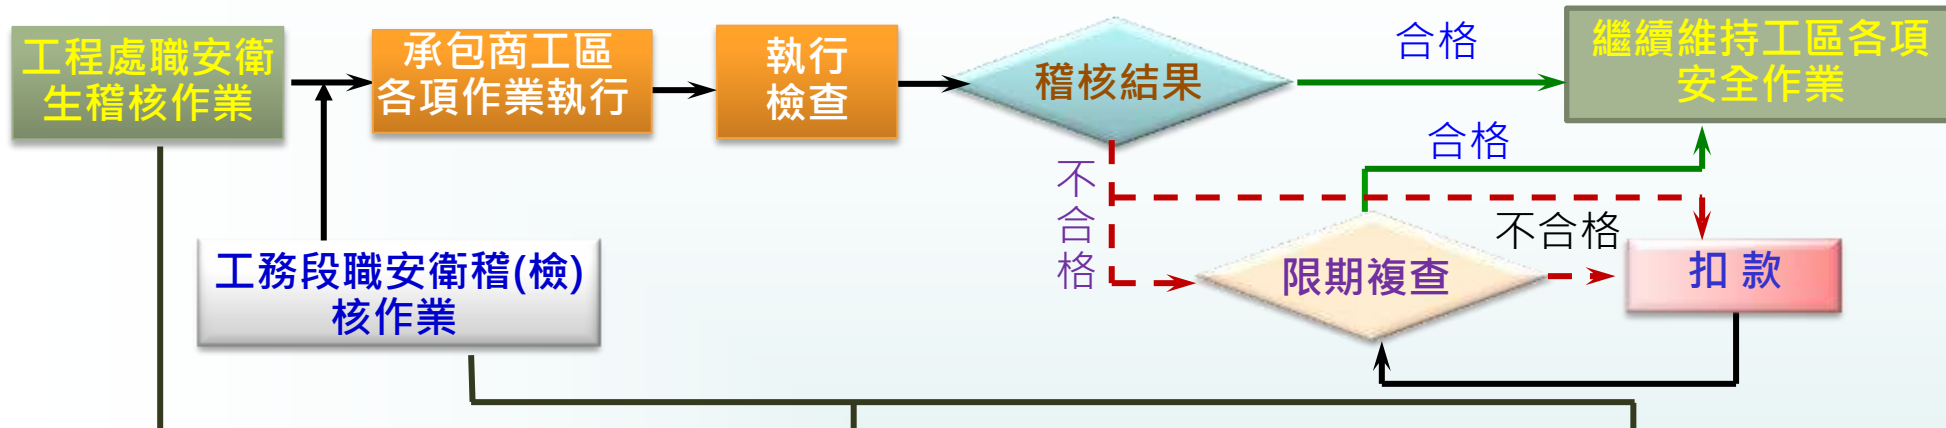 工程處職安衛
生稽核作業
承包商工區
各項作業執行
執行
檢查
稽核結果
合格
繼續維持工區各項
安全作業
合格
不合格
不合格
限期複查
扣 款
工務段職安衛稽(檢)
核作業